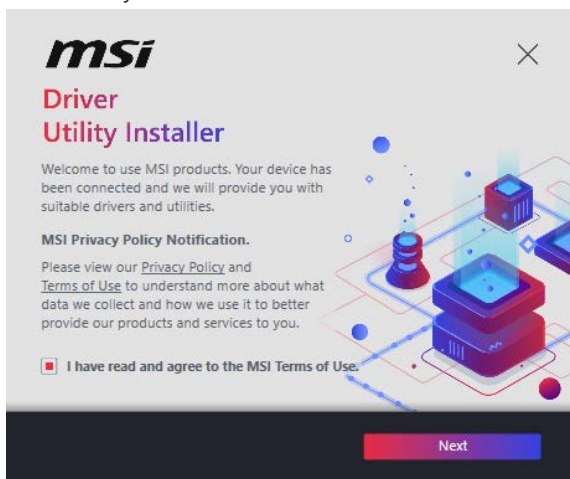 msi
Driver
Utility Installer
Welcome to use MSI products. Your device has
been connected and we will provide you with
suitable drivers and utilities.
MSI Privacy Policy Notification.
Please view our Privacy Policy and
Terms of Use to understand more about what
data we collect and how we use it to better
provide our products and services to you.
I have read and agree to the MSI Terms of Use.
Next